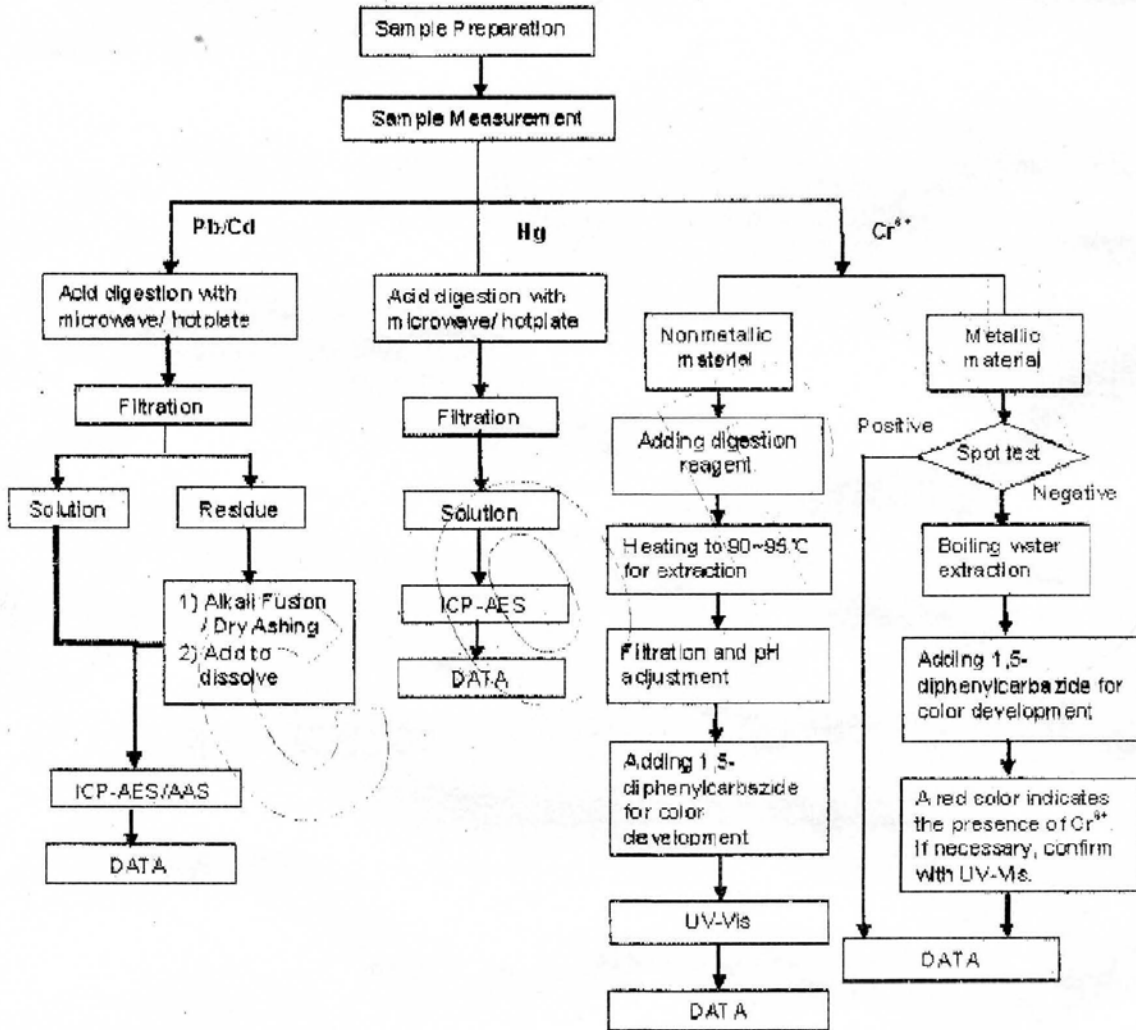 Sample Preparation
Sample Measurement
Pb/Cd
Hg
Cr⁶⁺
Acid digestion with
microwave/ hotplate
Filtration
Solution
Residue
1) Alkali Fusion
/ Dry Ashing
2) Acid to
dissolve
ICP-AES/AAS
DATA
Acid digestion with
microwave/ hotplate
Filtration
Solution
ICP-AES
DATA
Nonmetallic
material
Adding digestion
reagent
Heating to 90~95℃
for extraction
Filtration and pH
adjustment
Adding 1,5-
diphenylcarbazide
for color
development
UV-Vis
DATA
Metallic
material
Spot test
Positive
Negative
Boiling water
extraction
Adding 1,5-
diphenylcarbazide for
color development
A red color indicates
the presence of Cr⁶⁺.
If necessary, confirm
with UV-Vis.
DATA